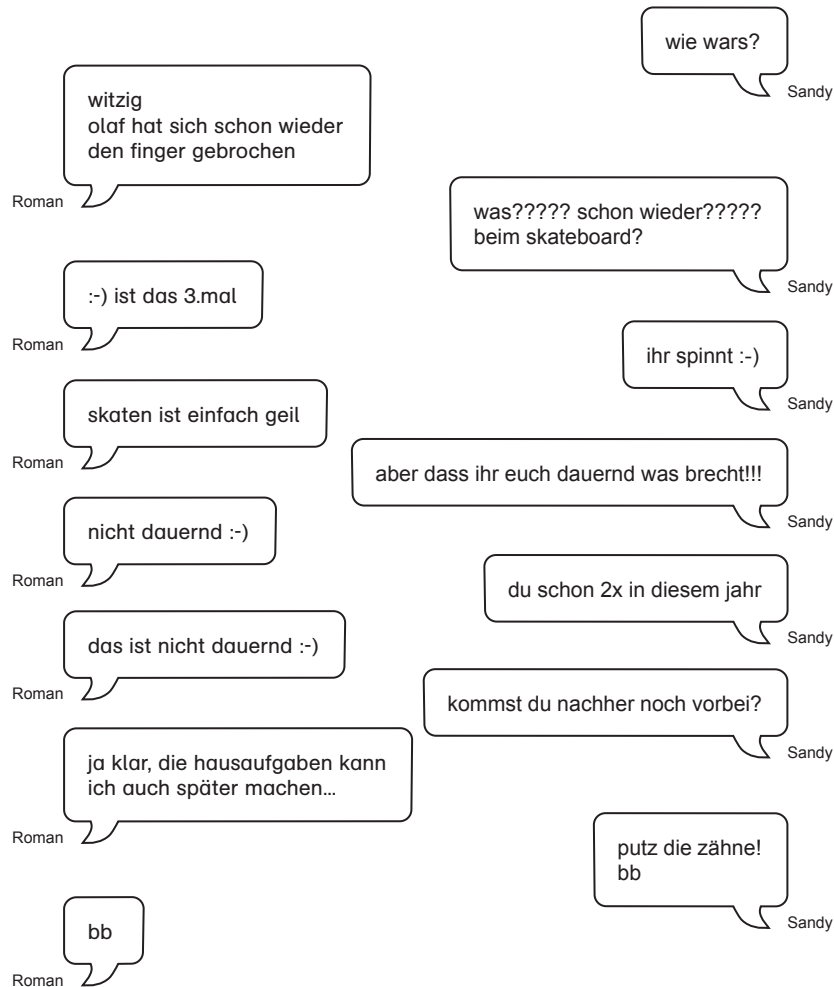 wie wars?
Sandy
witzig
olaf hat sich schon wieder
den finger gebrochen
Roman
was????? schon wieder?????
beim skateboard?
Sandy
:-) ist das 3.mal
Roman
ihr spinnt :-)
Sandy
skaten ist einfach geil
Roman
aber dass ihr euch dauernd was brecht!!!
Sandy
nicht dauernd :-)
Roman
du schon 2x in diesem jahr
Sandy
das ist nicht dauernd :-)
Roman
kommst du nachher noch vorbei?
Sandy
ja klar, die hausaufgaben kann
ich auch später machen...
Roman
putz die zähne!
bb
Sandy
bb
Roman